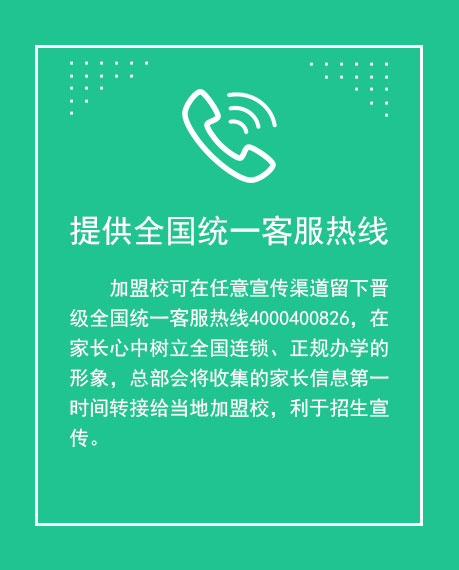 提供全国统一客服热线
加盟校可在任意宣传渠道留下晋
级全国统一客服热线4000400826，在
家长心中树立全国连锁、正规办学的
形象，总部会将收集的家长信息第一
时间转接给当地加盟校，利于招生宣
传。